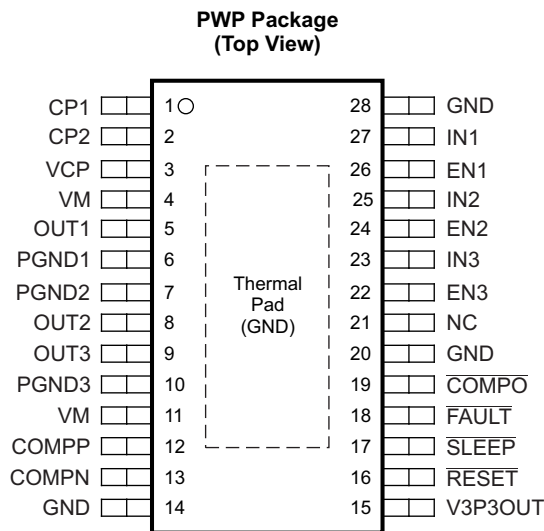 PWP Package
(Top View)
CP1 1 28 GND
CP2 2 27 IN1
VCP 3 26 EN1
VM 4 25 IN2
OUT1 5 24 EN2
PGND1 6 23 IN3
PGND2 7 22 EN3
OUT2 8 21 NC
OUT3 9 20 GND
PGND3 10 19 COMPO
VM 11 18 FAULT
COMPP 12 17 SLEEP
COMPN 13 16 RESET
GND 14 15 V3P3OUT
Thermal
Pad
(GND)